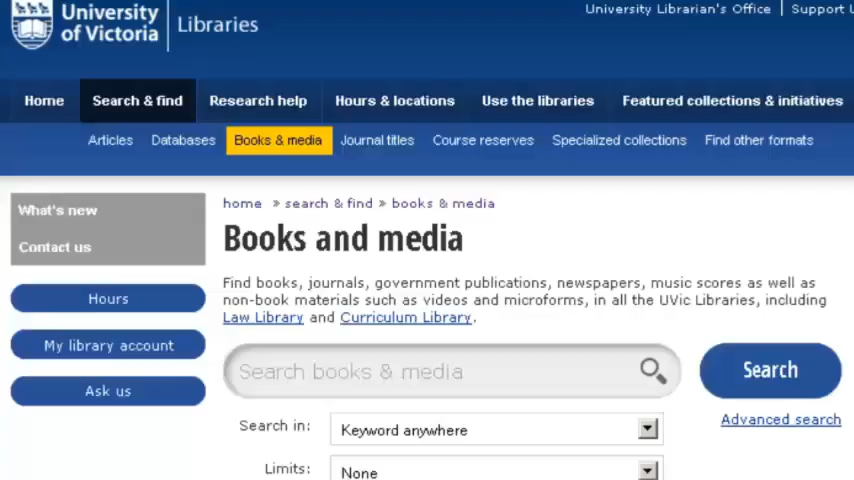 University Librarian's Office | Support U
University
of Victoria
Libraries
Home Search & find Research help Hours & locations Use the libraries Featured collections & initiatives
Articles Databases Books & media Journal titles Course reserves Specialized collections Find other formats
What's new
Contact us
Hours
My library account
Ask us
home » search & find » books & media
Books and media
Find books, journals, government publications, newspapers, music scores as well as
non-book materials such as videos and microforms, in all the UVic Libraries, including
Law Library and Curriculum Library.
Search books & media
Search
Advanced search
Search in: Keyword anywhere
Limits: None